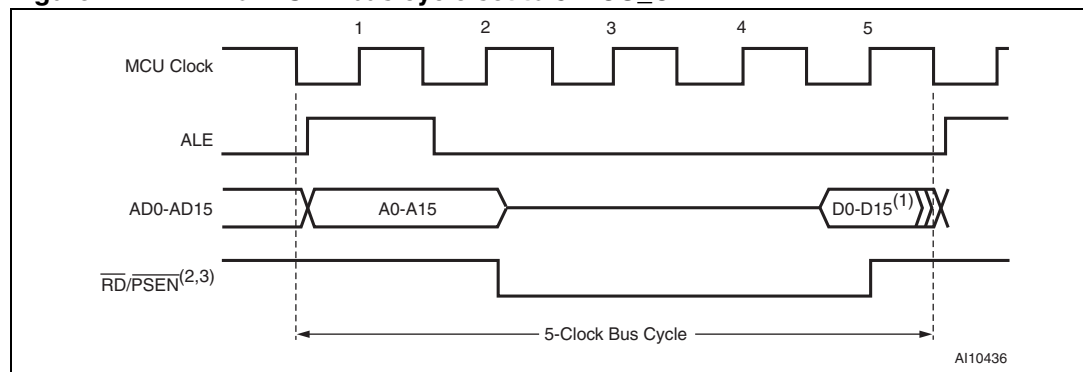 1 2 3 4 5
MCU Clock
ALE
AD0-AD15 A0-A15 D0-D15(1)
RD/PSEN(2,3)
5-Clock Bus Cycle
AI10436